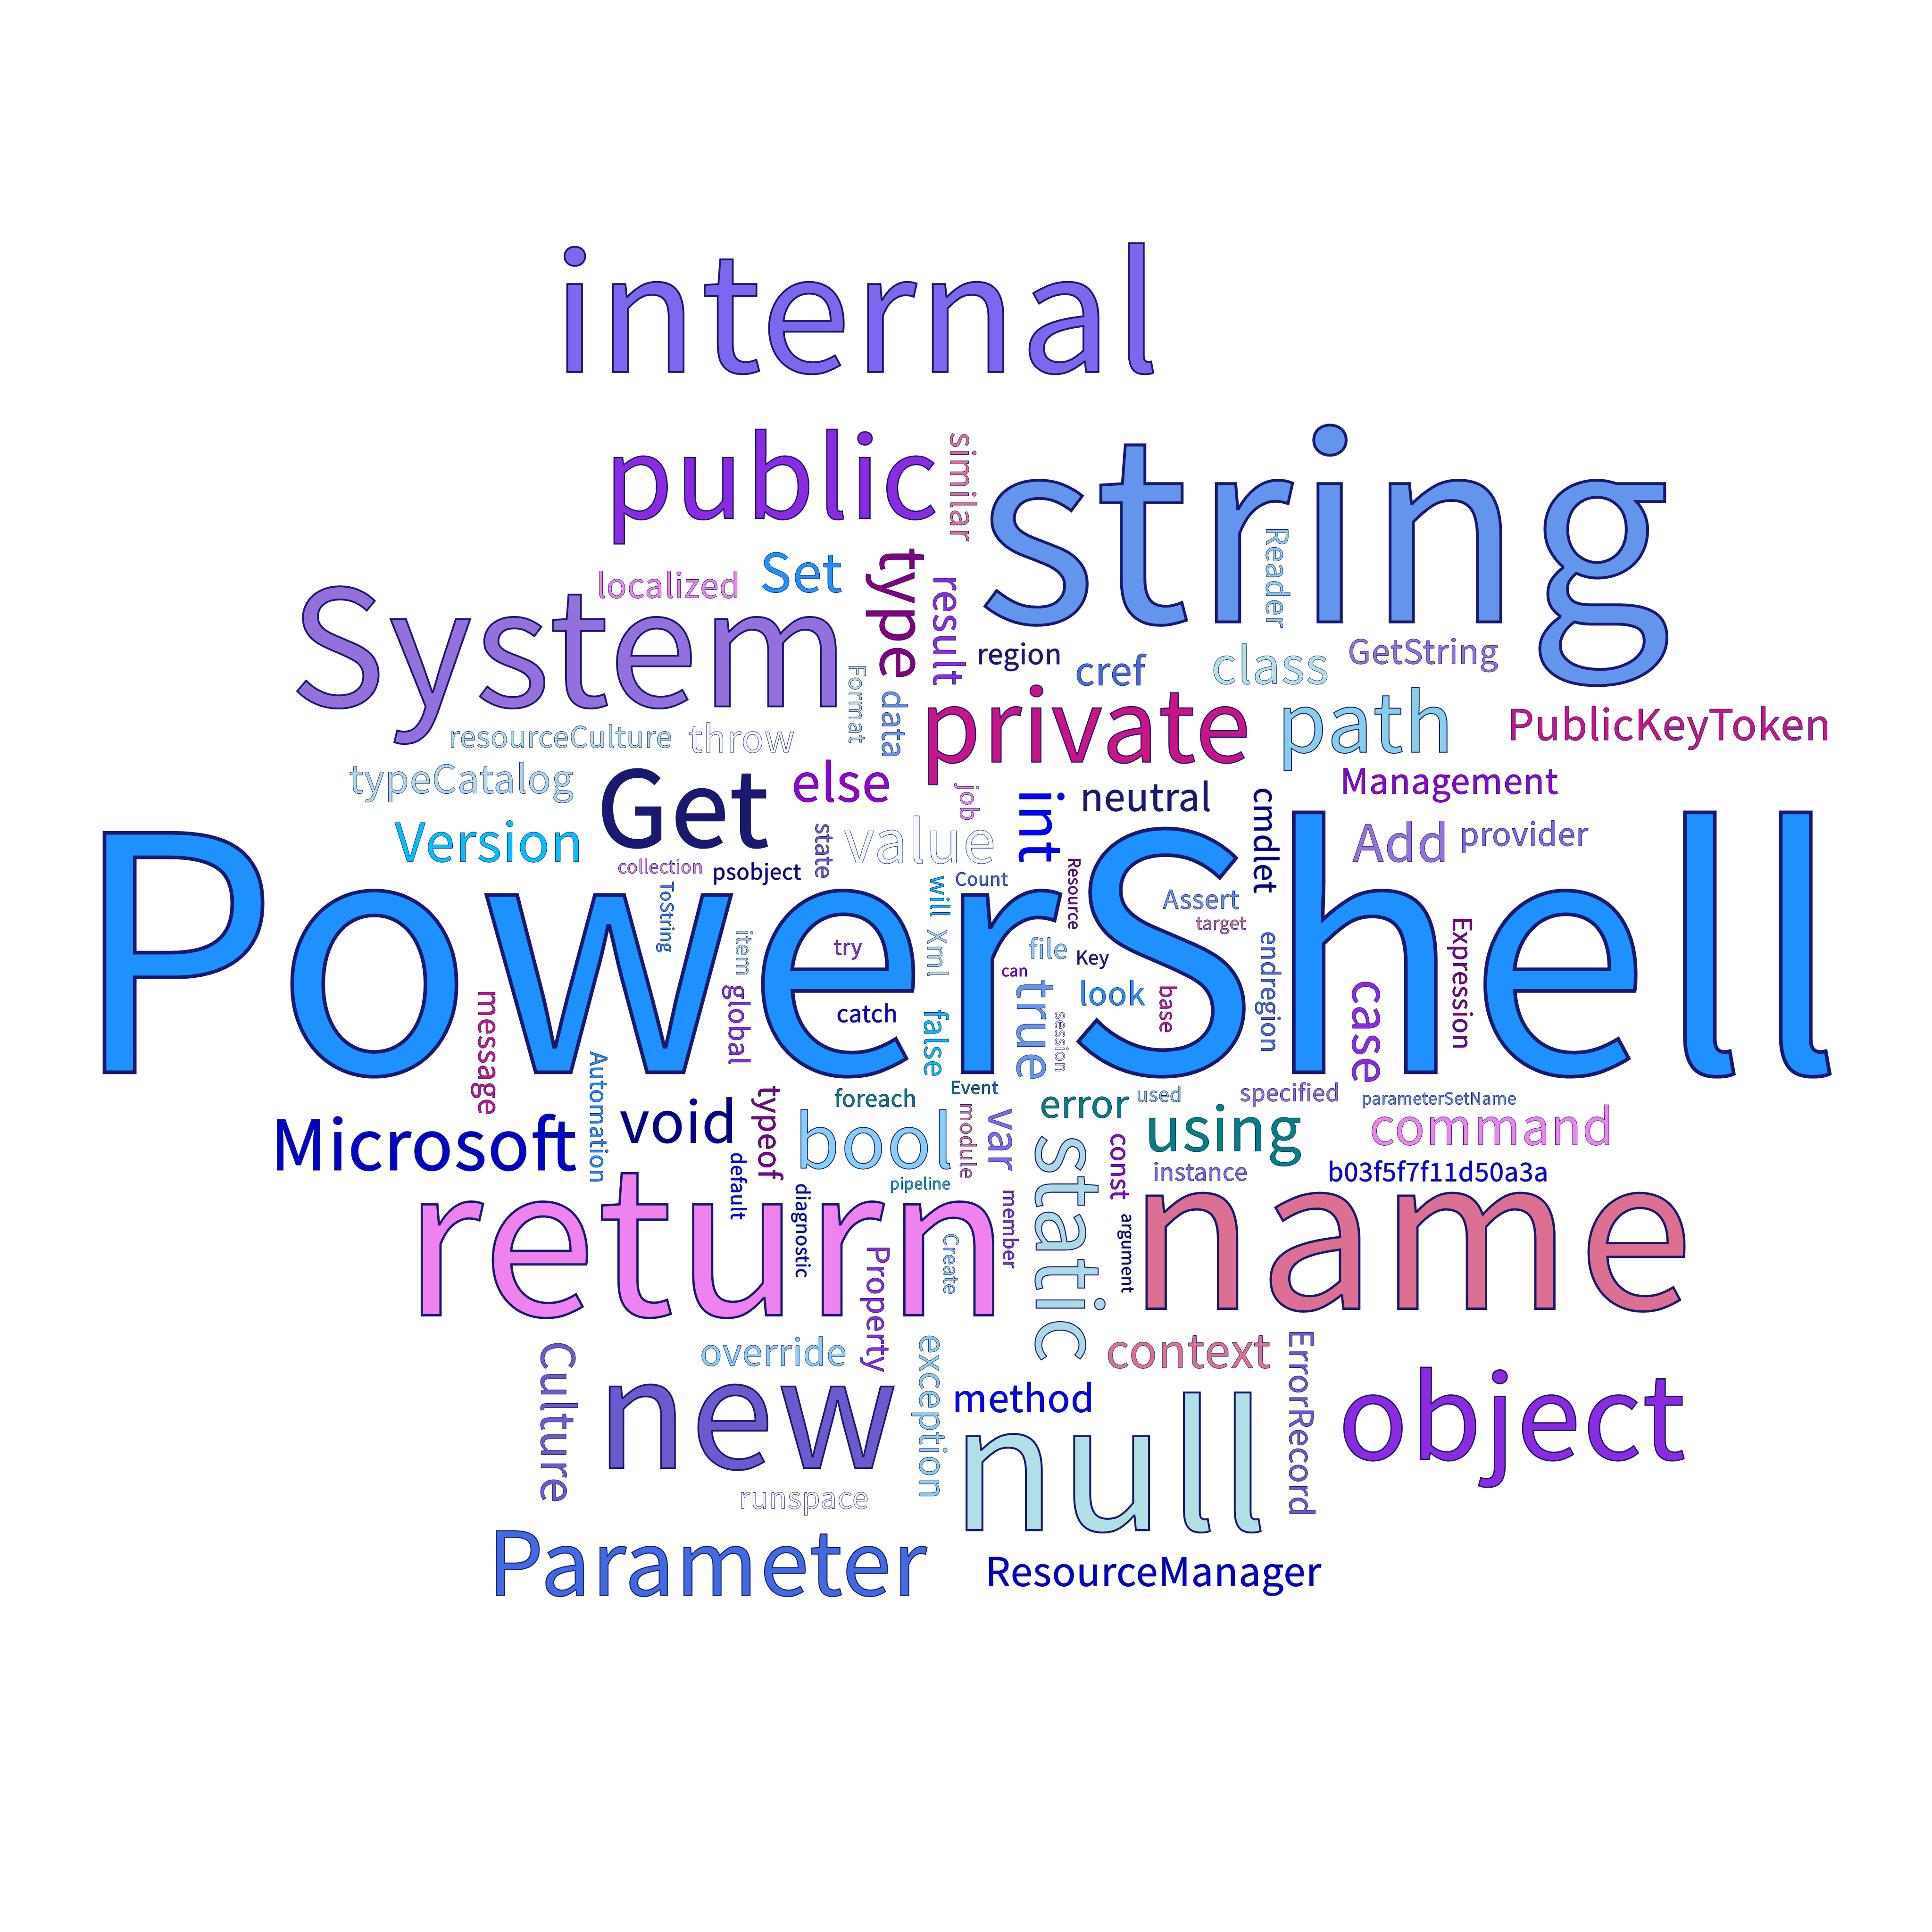 internal
public
similar
string
Reader
localized
Set
type
result
System
region
cref
class
GetString
Format
data
private
path
PublicKeyToken
resourceCulture
throw
typeCatalog
Get
else
job
int
neutral
cmdlet
Management
Version
state
value
Add
provider
collection
psobject
Count
Resource
PowerShell
ToString
will
Assert
target
item
try
Xml
file
Key
endregion
Expression
can
message
global
catch
false
true
look
base
session
case
Automation
typeof
foreach
Event
error
used
specified
parameterSetName
Microsoft
void
bool
module
var
static
const
using
command
default
pipeline
instance
b03f5f7f11d50a3a
return
diagnostic
member
argument
name
Property
Create
Culture
override
exception
context
ErrorRecord
new
method
null
object
runspace
Parameter
ResourceManager